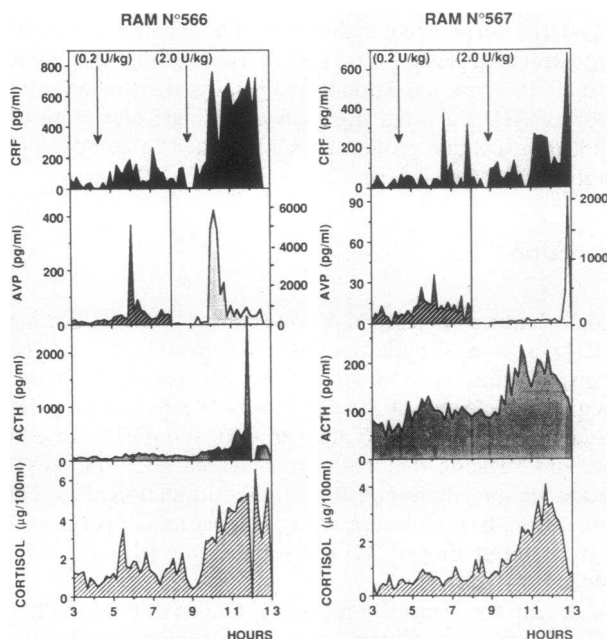 RAM N°566
RAM N°567
(0.2 U/kg)
(2.0 U/kg)
(0.2 U/kg)
(2.0 U/kg)
CRF (pg/ml)
800
600
400
200
0
CRF (pg/ml)
600
400
200
0
AVP (pg/ml)
400
200
0
6000
4000
2000
0
AVP (pg/ml)
90
60
30
0
2000
1000
0
ACTH (pg/ml)
2000
1000
0
ACTH (pg/ml)
200
100
0
CORTISOL (µg/100ml)
6
4
2
0
CORTISOL (µg/100ml)
4
2
0
3 5 7 9 11 13
HOURS
3 5 7 9 11 13
HOURS